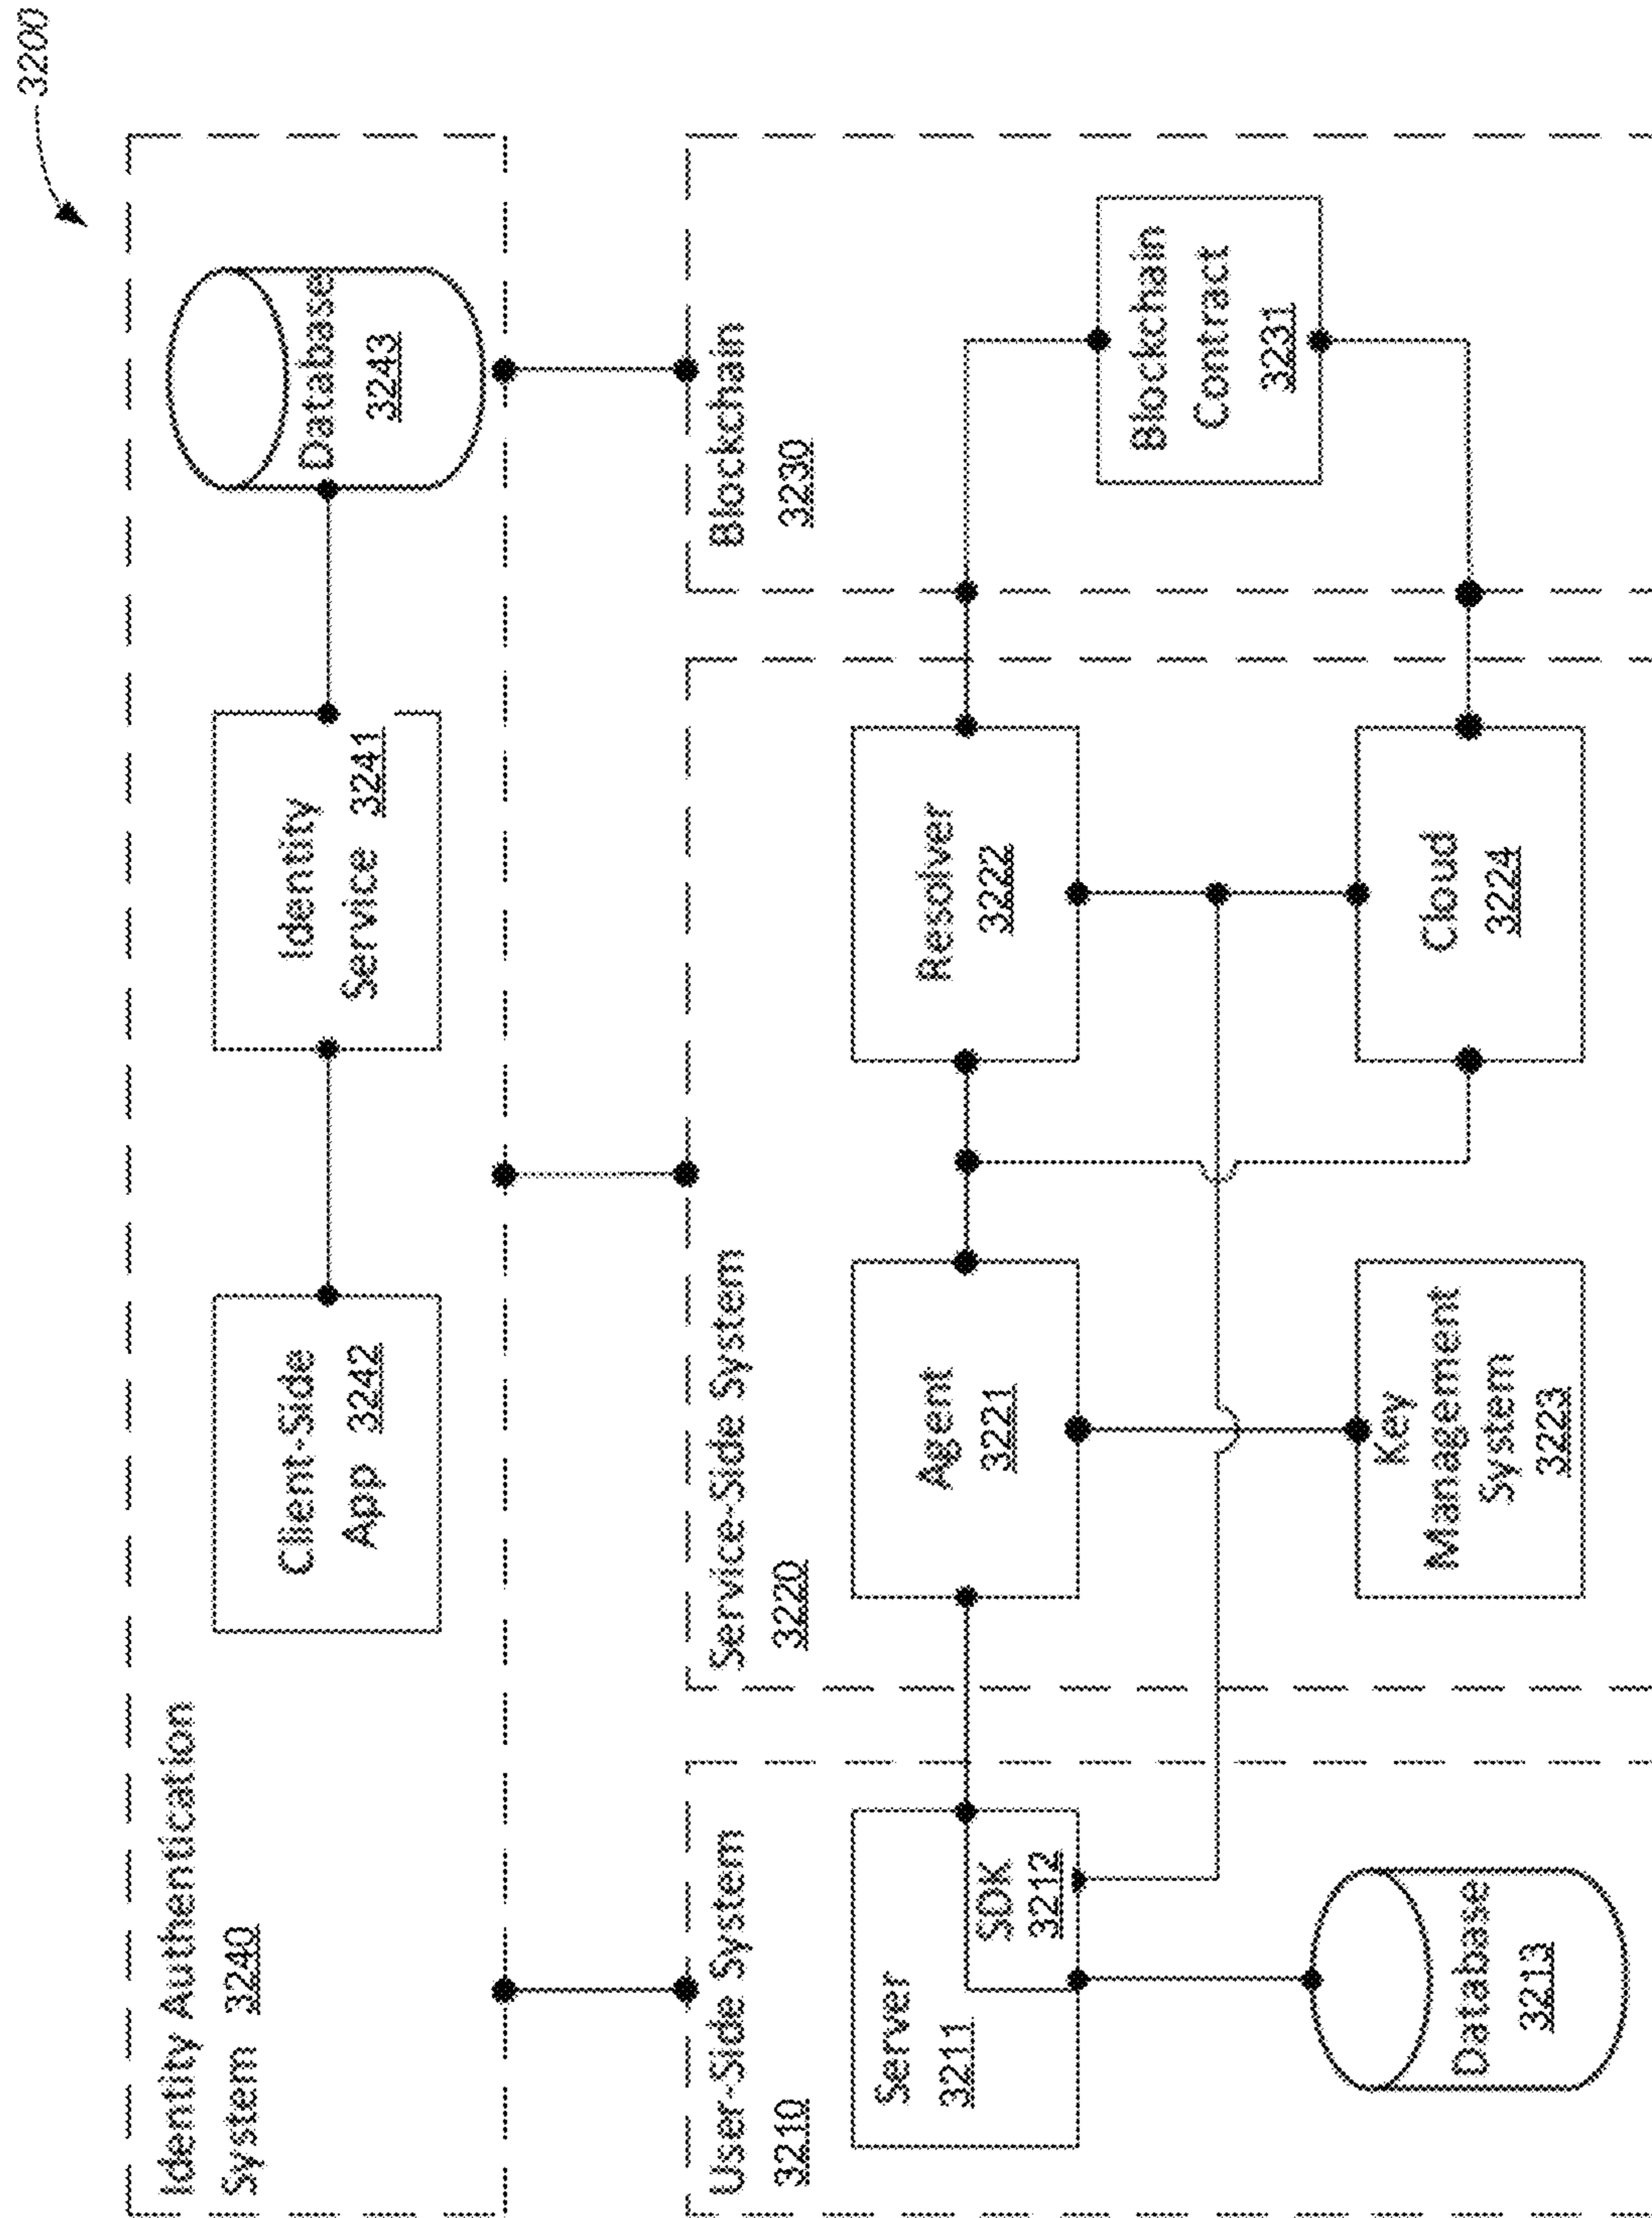 3200
Identity Authentication
System 3240
Client-Side
App 3242
Identity
Service 3241
Database
3243
User-Side System
3210
Server
3211
SDK
3212
Database
3213
Service-Side System
3220
Agent
3221
Resolver
3222
Key
Management
System
3223
Cloud
3224
Blockchain
3230
Blockchain
Contract
3231